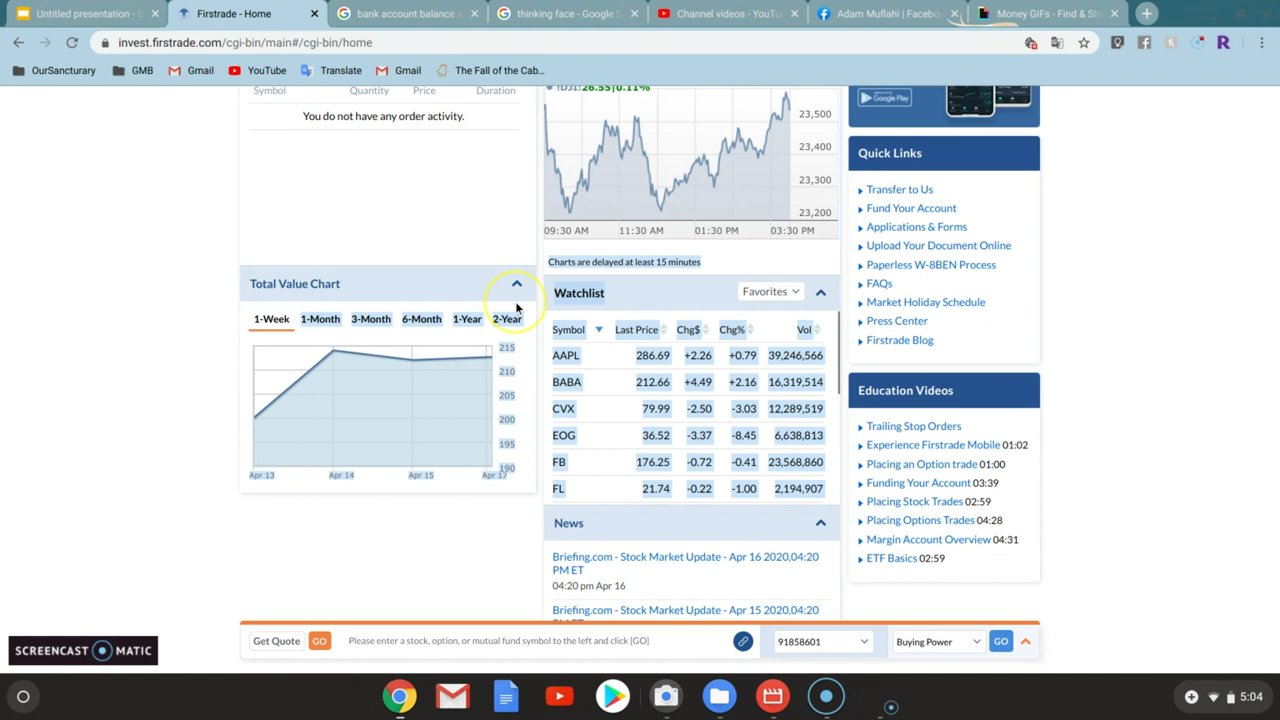 Untitled presentation - G
Firstrade - Home
bank account balance s
thinking face - Google S
Channel videos - YouTu
Adam Muflahi | Faceboo
Money GIFs - Find & Sha
invest.firstrade.com/cgi-bin/main#/cgi-bin/home
OurSancturary
GMB
Gmail
YouTube
Translate
Gmail
The Fall of the Cab...
Symbol Quantity Price Duration
You do not have any order activity.
Total Value Chart
1-Week 1-Month 3-Month 6-Month 1-Year 2-Year
215
210
205
200
195
190
Apr 13 Apr 14 Apr 15 Apr 17
!DJI:26.55|0.11%
23,500
23,400
23,300
23,200
09:30 AM 11:30 AM 01:30 PM 03:30 PM
Charts are delayed at least 15 minutes
Watchlist Favorites
Symbol Last Price Chg$ Chg% Vol
AAPL 286.69 +2.26 +0.79 39,246,566
BABA 212.66 +4.49 +2.16 16,319,514
CVX 79.99 -2.50 -3.03 12,289,519
EOG 36.52 -3.37 -8.45 6,638,813
FB 176.25 -0.72 -0.41 23,568,860
FL 21.74 -0.22 -1.00 2,194,907
News
Briefing.com - Stock Market Update - Apr 16 2020,04:20
PM ET
04:20 pm Apr 16
Briefing.com - Stock Market Update - Apr 15 2020,04:20
Google Play
Quick Links
Transfer to Us
Fund Your Account
Applications & Forms
Upload Your Document Online
Paperless W-8BEN Process
FAQs
Market Holiday Schedule
Press Center
Firstrade Blog
Education Videos
Trailing Stop Orders
Experience Firstrade Mobile 01:02
Placing an Option trade 01:00
Funding Your Account 03:39
Placing Stock Trades 02:59
Placing Options Trades 04:28
Margin Account Overview 04:31
ETF Basics 02:59
Get Quote GO Please enter a stock, option, or mutual fund symbol to the left and click [GO] 91858601 Buying Power GO
SCREENCAST-O-MATIC
5:04